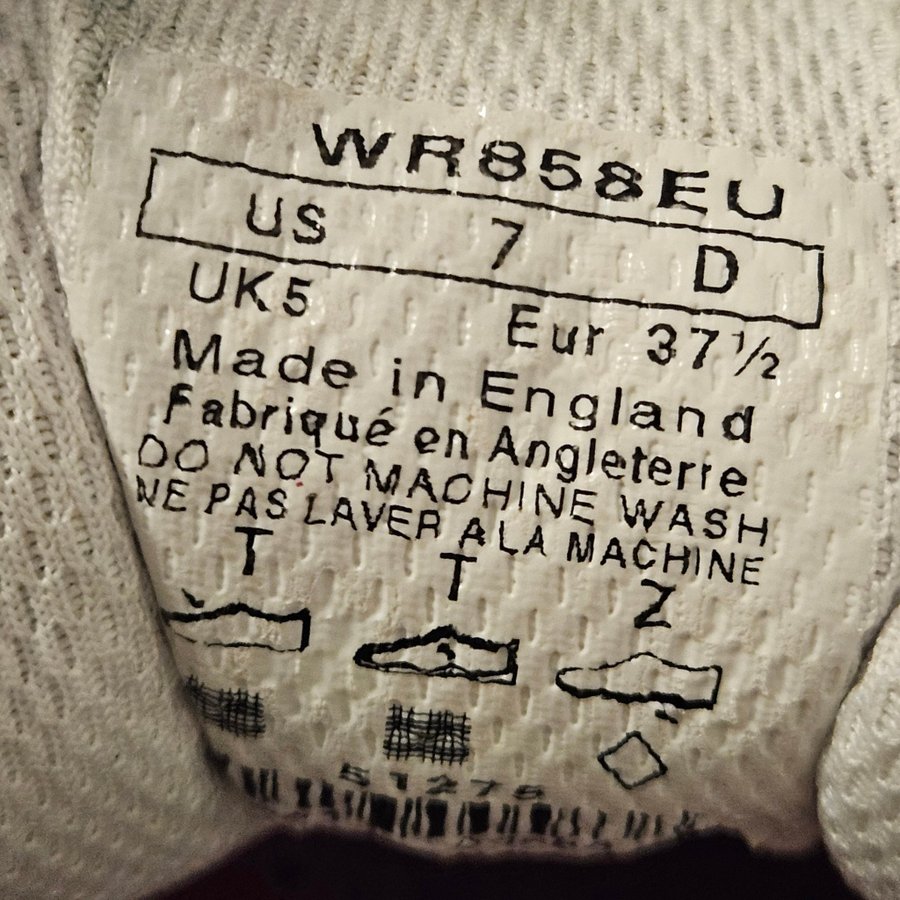 WR858EU
US 7 D
UK5 Eur 37½
Made in England
Fabriqué en Angleterre
DO NOT MACHINE WASH
NE PAS LAVER A LA MACHINE
T T Z